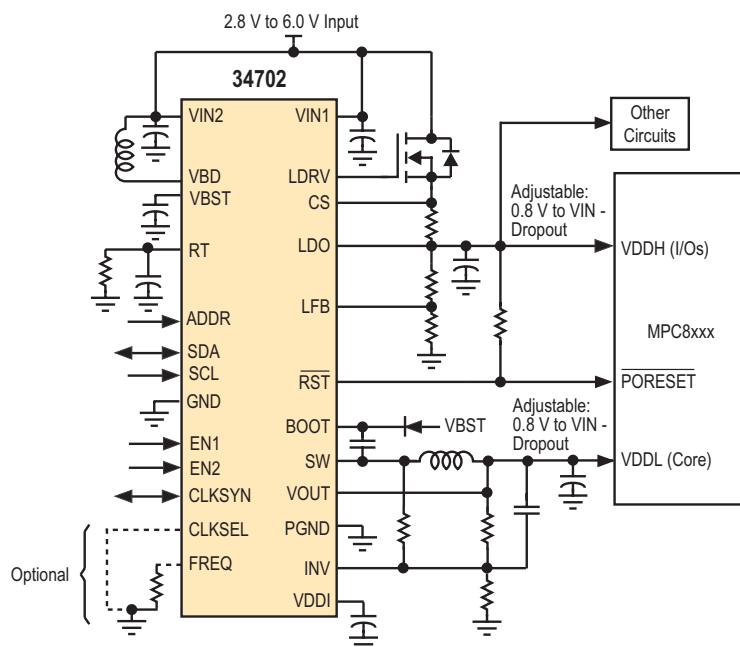 2.8 V to 6.0 V Input
34702
VIN2
VIN1
Other
Circuits
VBD
LDRV
VBST
CS
Adjustable:
0.8 V to VIN -
Dropout
RT
LDO
VDDH (I/Os)
LFB
MPC8xxx
ADDR
SDA
SCL
RST
PORESET
GND
BOOT
VBST
Adjustable:
0.8 V to VIN -
Dropout
EN1
EN2
SW
VDDL (Core)
CLKSYN
VOUT
CLKSEL
PGND
Optional
FREQ
INV
VDDI